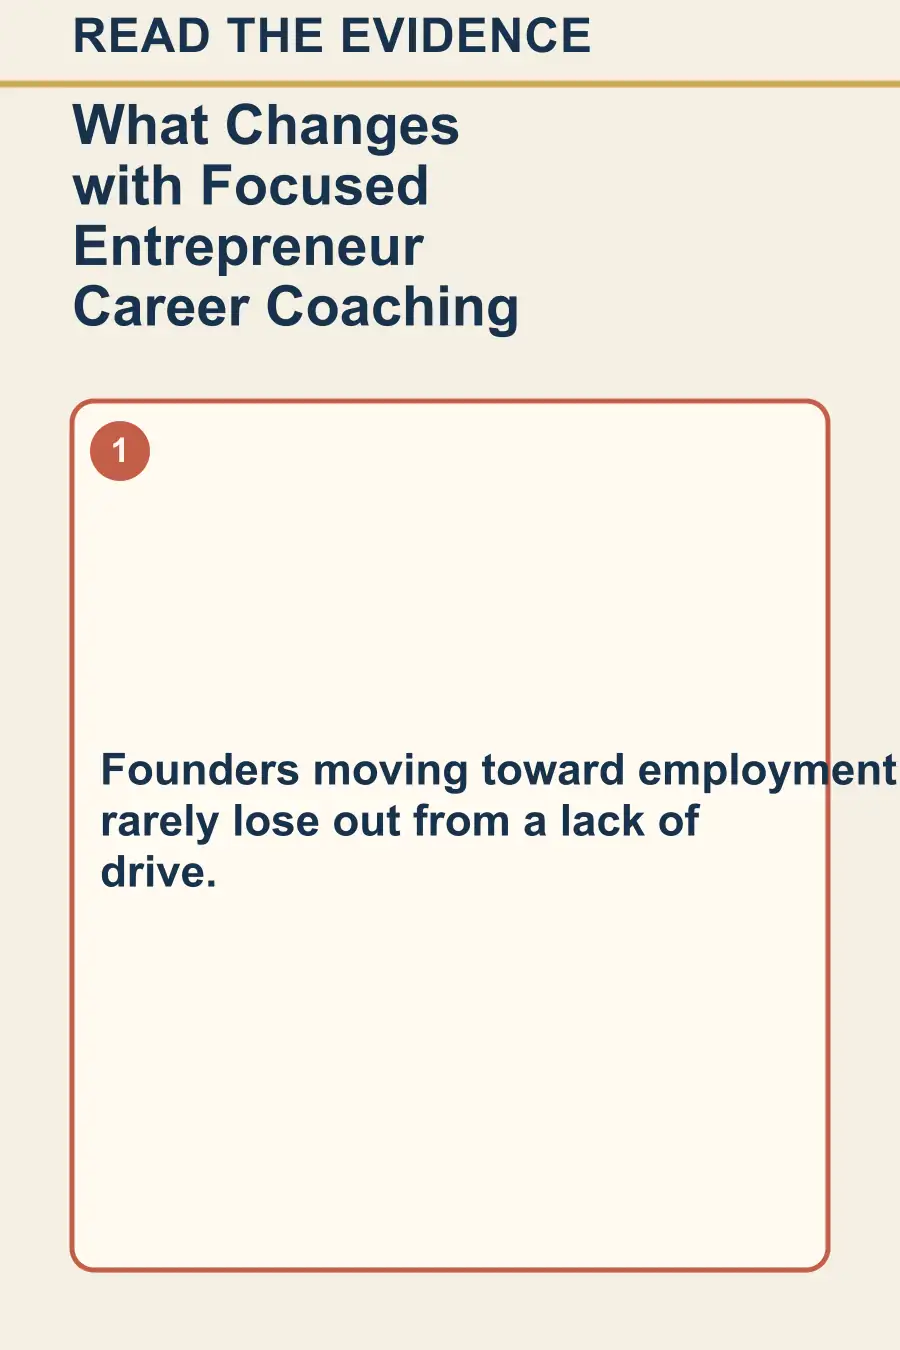 READ THE EVIDENCE
What Changes
with Focused
Entrepreneur
Career Coaching
1
Founders moving toward employment
rarely lose out from a lack of
drive.